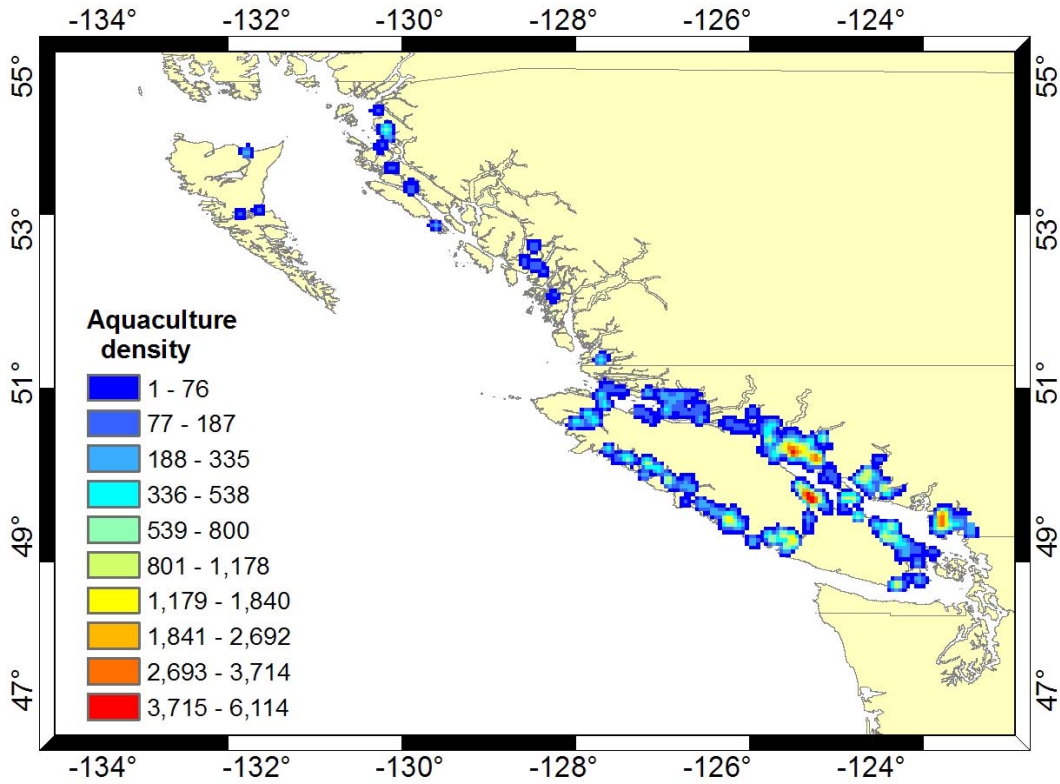 -134° -132° -130° -128° -126° -124°
55° 55°
53° 53°
Aquaculture
density
1 - 76
51° 51°
77 - 187
188 - 335
336 - 538
539 - 800
49° 49°
801 - 1,178
1,179 - 1,840
1,841 - 2,692
2,693 - 3,714
47° 47°
3,715 - 6,114
-134° -132° -130° -128° -126° -124°